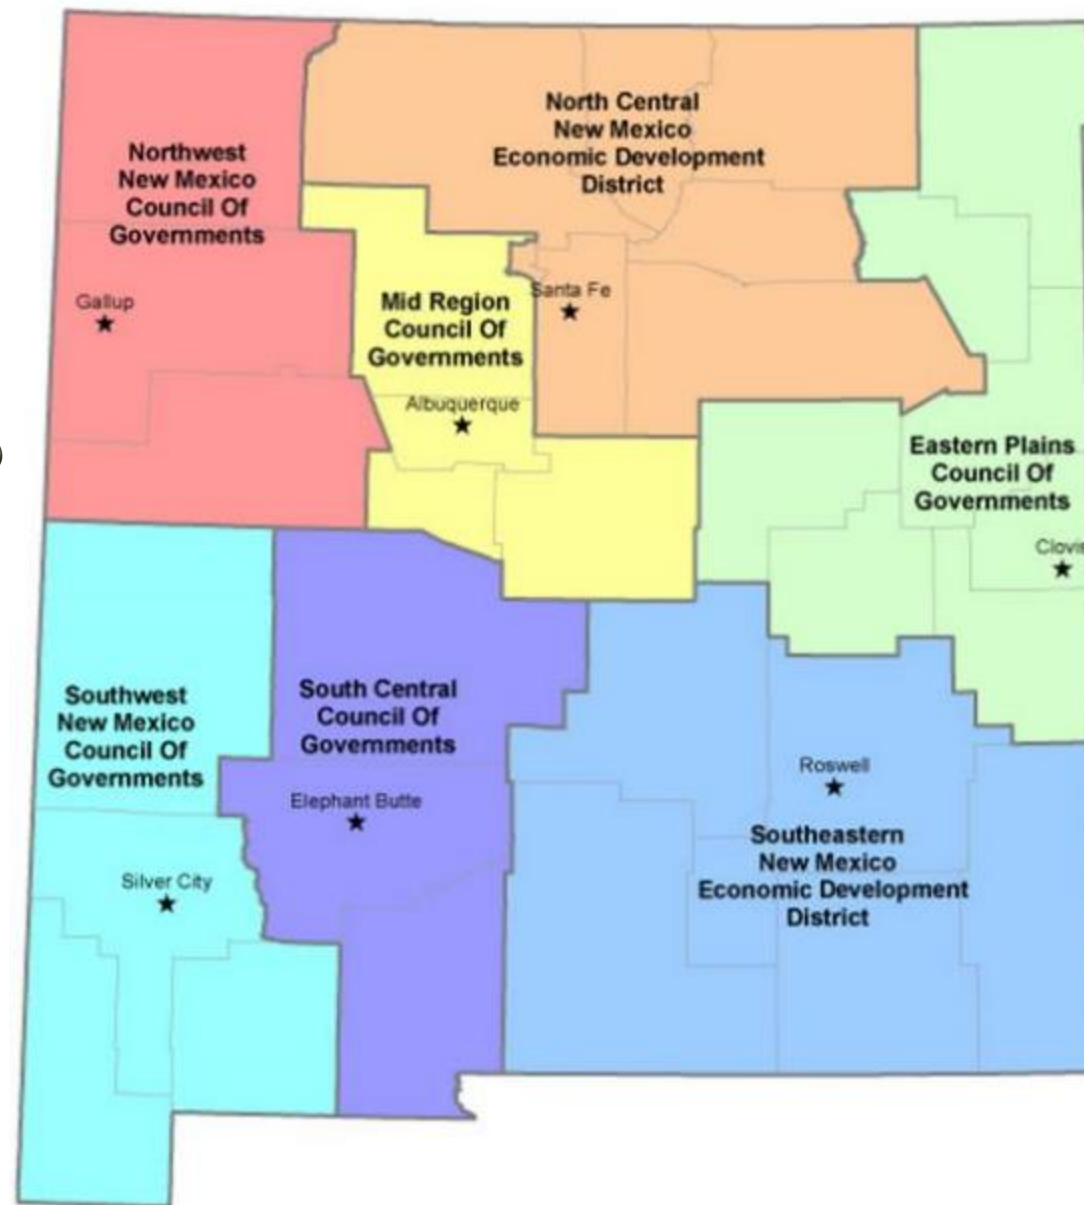 North Central
New Mexico
Economic Development
District
Northwest
New Mexico
Council Of
Governments
Gallup
Santa Fe
Mid Region
Council Of
Governments
Albuquerque
Eastern Plains
Council Of
Governments
Clovis
Southwest
New Mexico
Council Of
Governments
South Central
Council Of
Governments
Elephant Butte
Silver City
Roswell
Southeastern
New Mexico
Economic Development
District
)